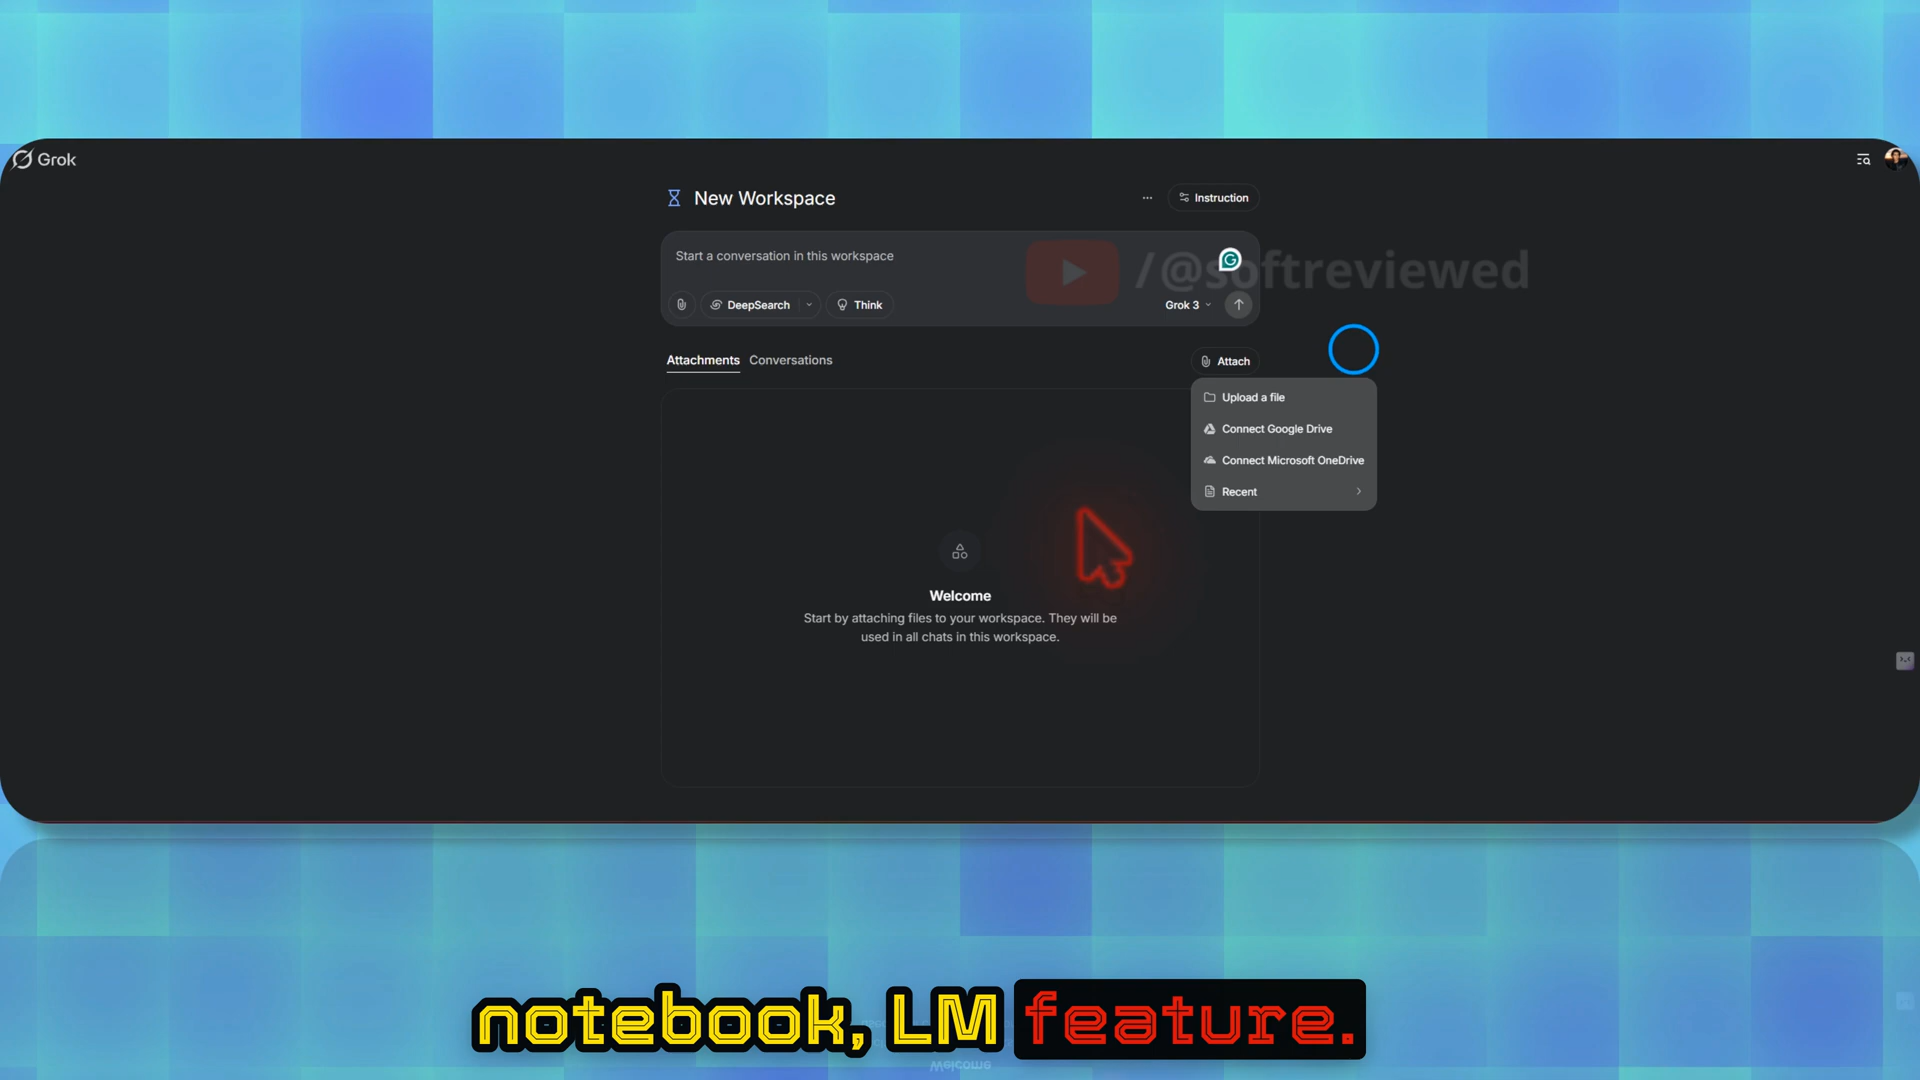 Grok
New Workspace
Instruction
Start a conversation in this workspace
/@softreviewed
DeepSearch
Think
Grok 3
Attachments
Conversations
Attach
Upload a file
Connect Google Drive
Connect Microsoft OneDrive
Recent
Welcome
Start by attaching files to your workspace. They will be
used in all chats in this workspace.
notebook, LM feature.
Welcome